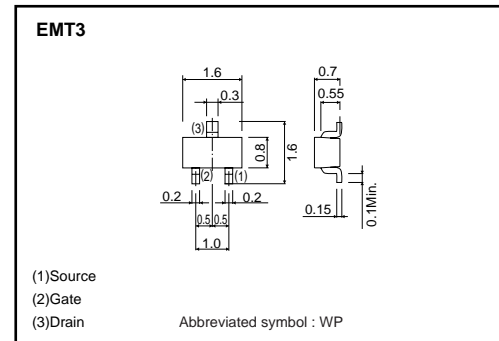 EMT3
1.6
0.7
0.3
0.55
(3)
0.8
1.6
(2)
(1)
0.2
0.2
0.5 0.5
1.0
0.15
0.1Min.
(1)Source
(2)Gate
(3)Drain
Abbreviated symbol : WP